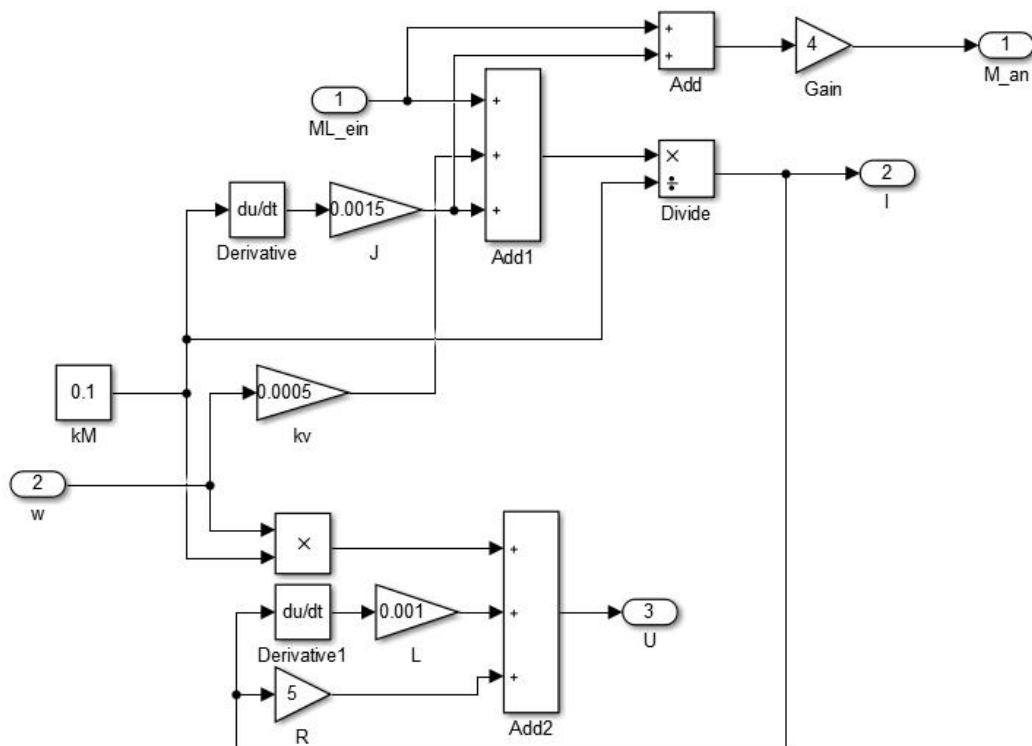 +
+
Add
4
Gain
1
M_an
1
ML_ein
+
+
+
Add1
×
÷
Divide
2
I
du/dt
Derivative
0.0015
J
0.1
kM
0.0005
kv
2
w
×
du/dt
Derivative1
0.001
L
5
R
+
+
+
Add2
3
U